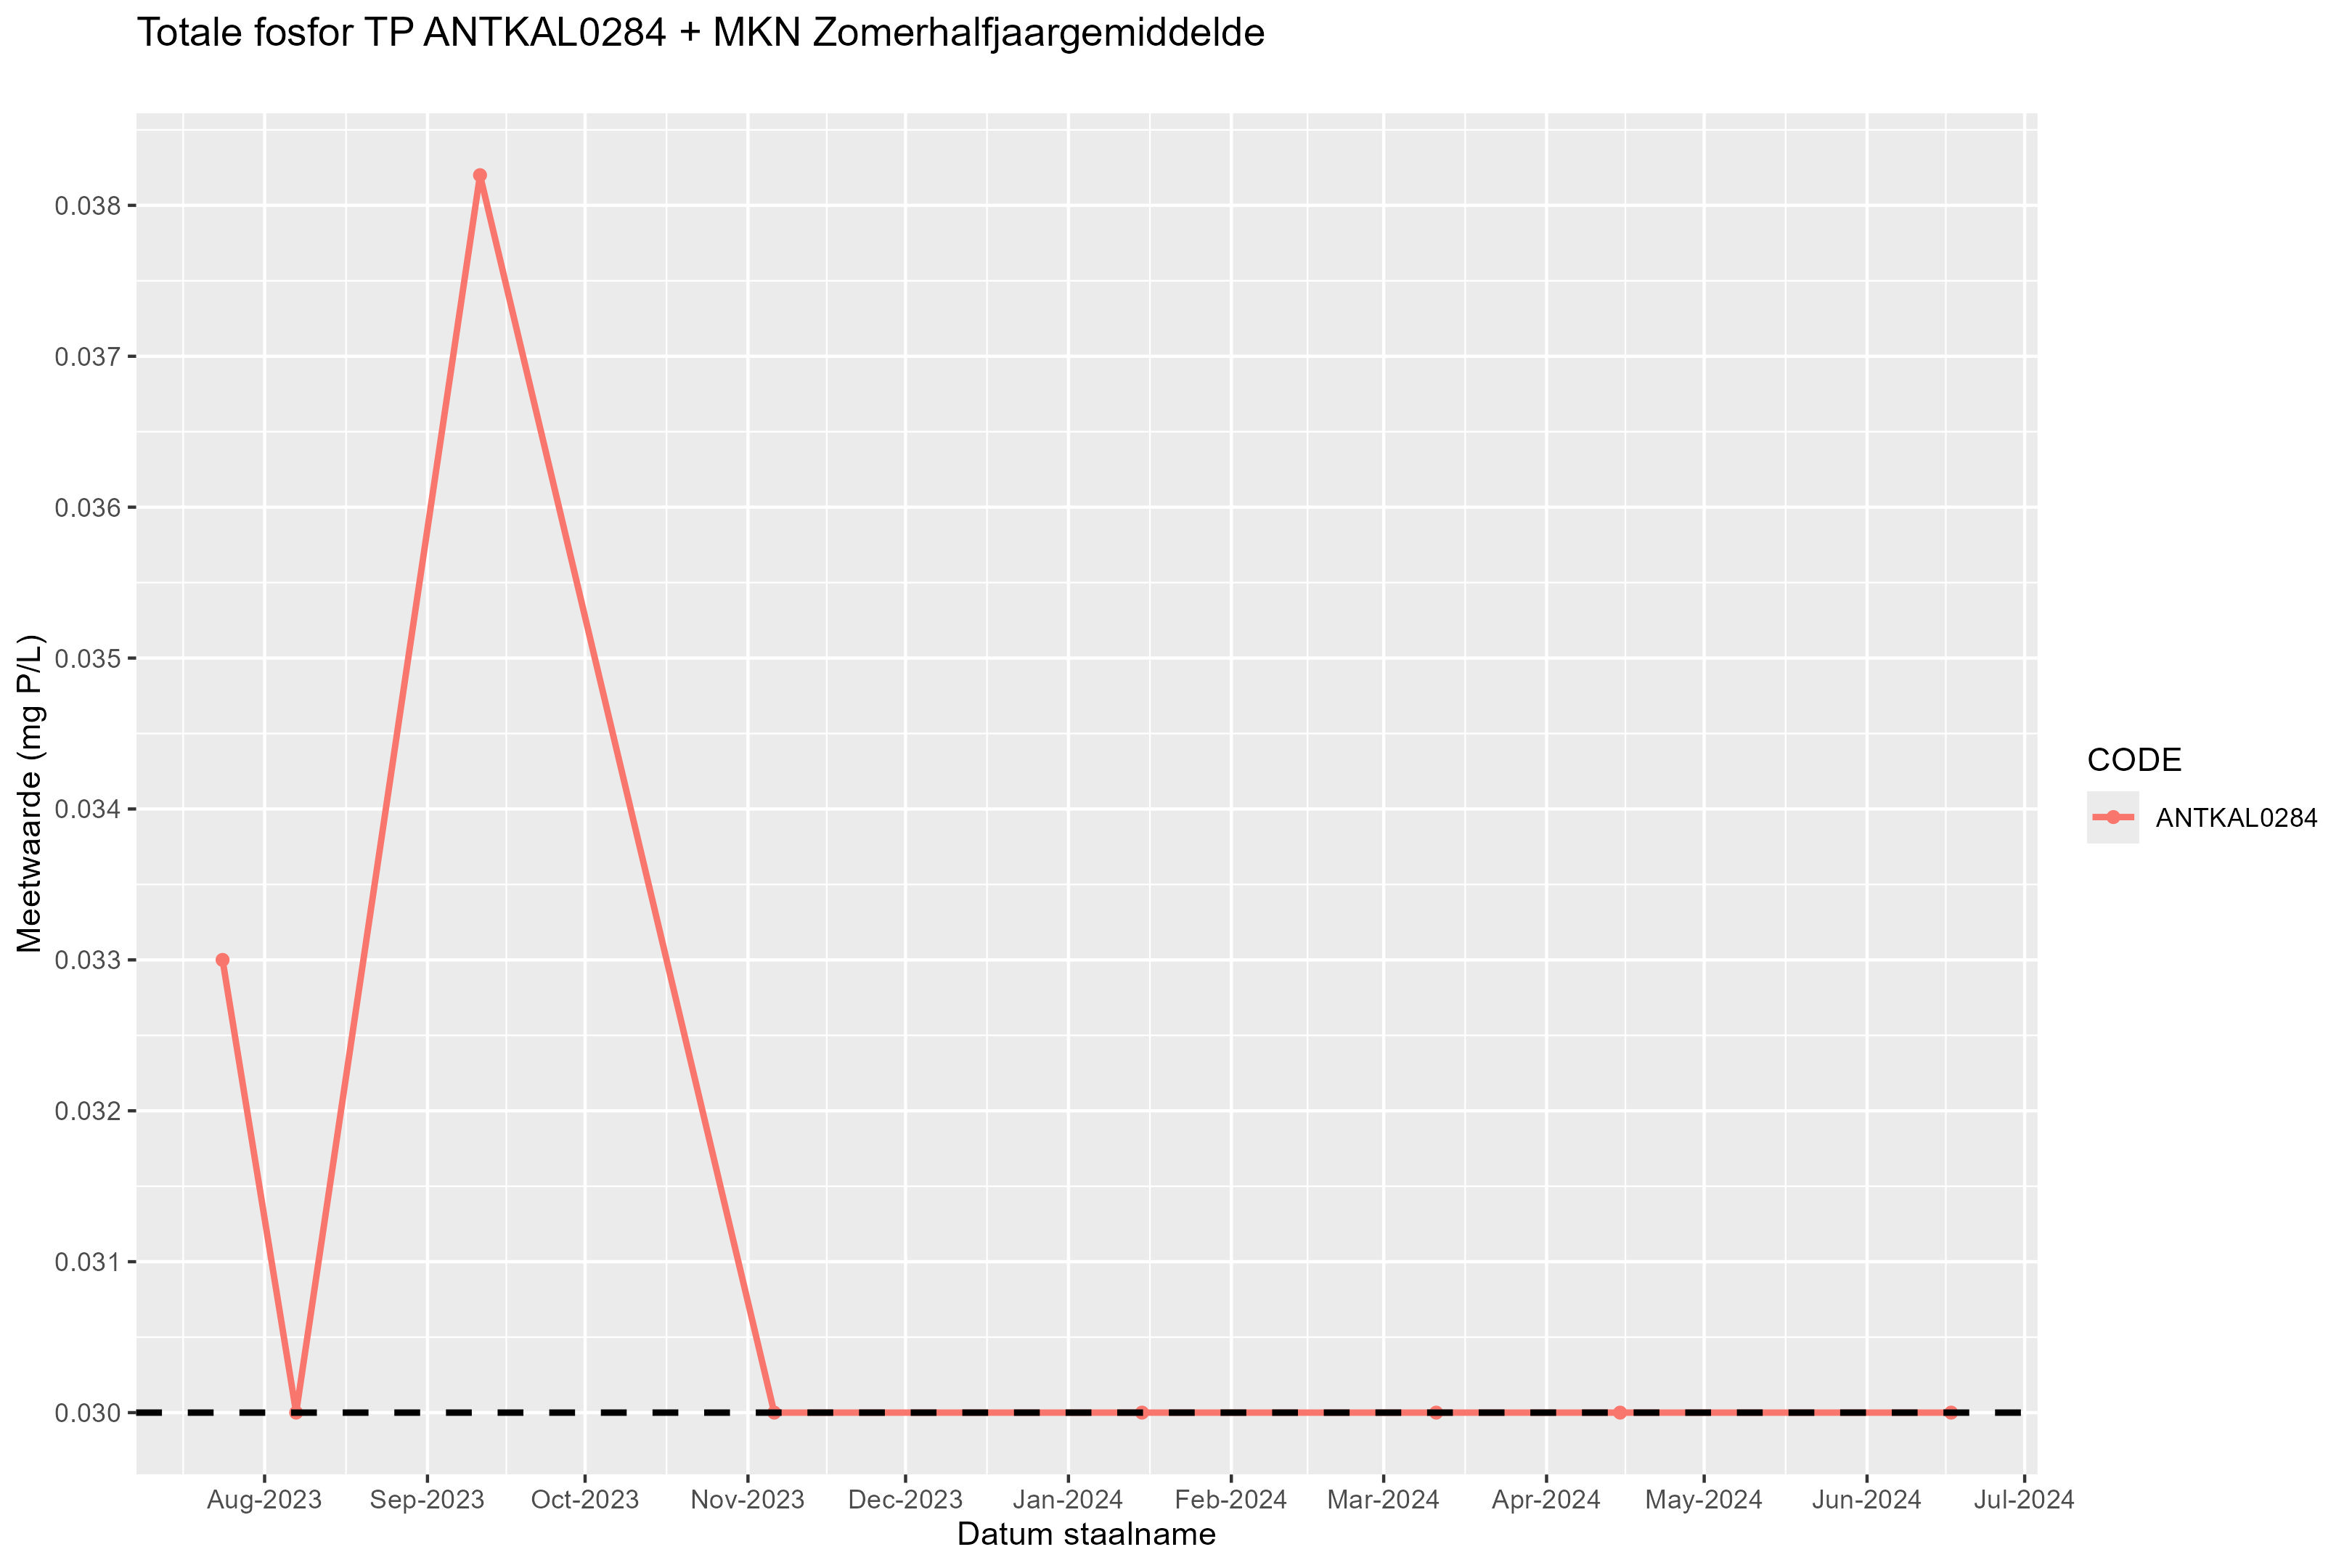 Totale fosfor TP ANTKAL0284 + MKN Zomerhalfjaargemiddelde
0.038
0.037
0.036
0.035
0.034
0.033
0.032
0.031
0.030
Meetwaarde (mg P/L)
Aug-2023 Sep-2023 Oct-2023 Nov-2023 Dec-2023 Jan-2024 Feb-2024 Mar-2024 Apr-2024 May-2024 Jun-2024 Jul-2024
Datum staalname
CODE
ANTKAL0284